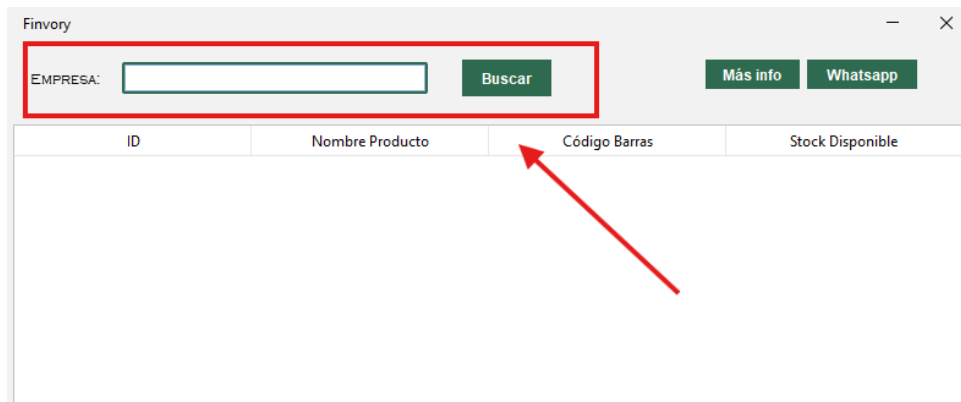 Finvory
EMPRESA: Buscar Más info Whatsapp
ID Nombre Producto Código Barras Stock Disponible